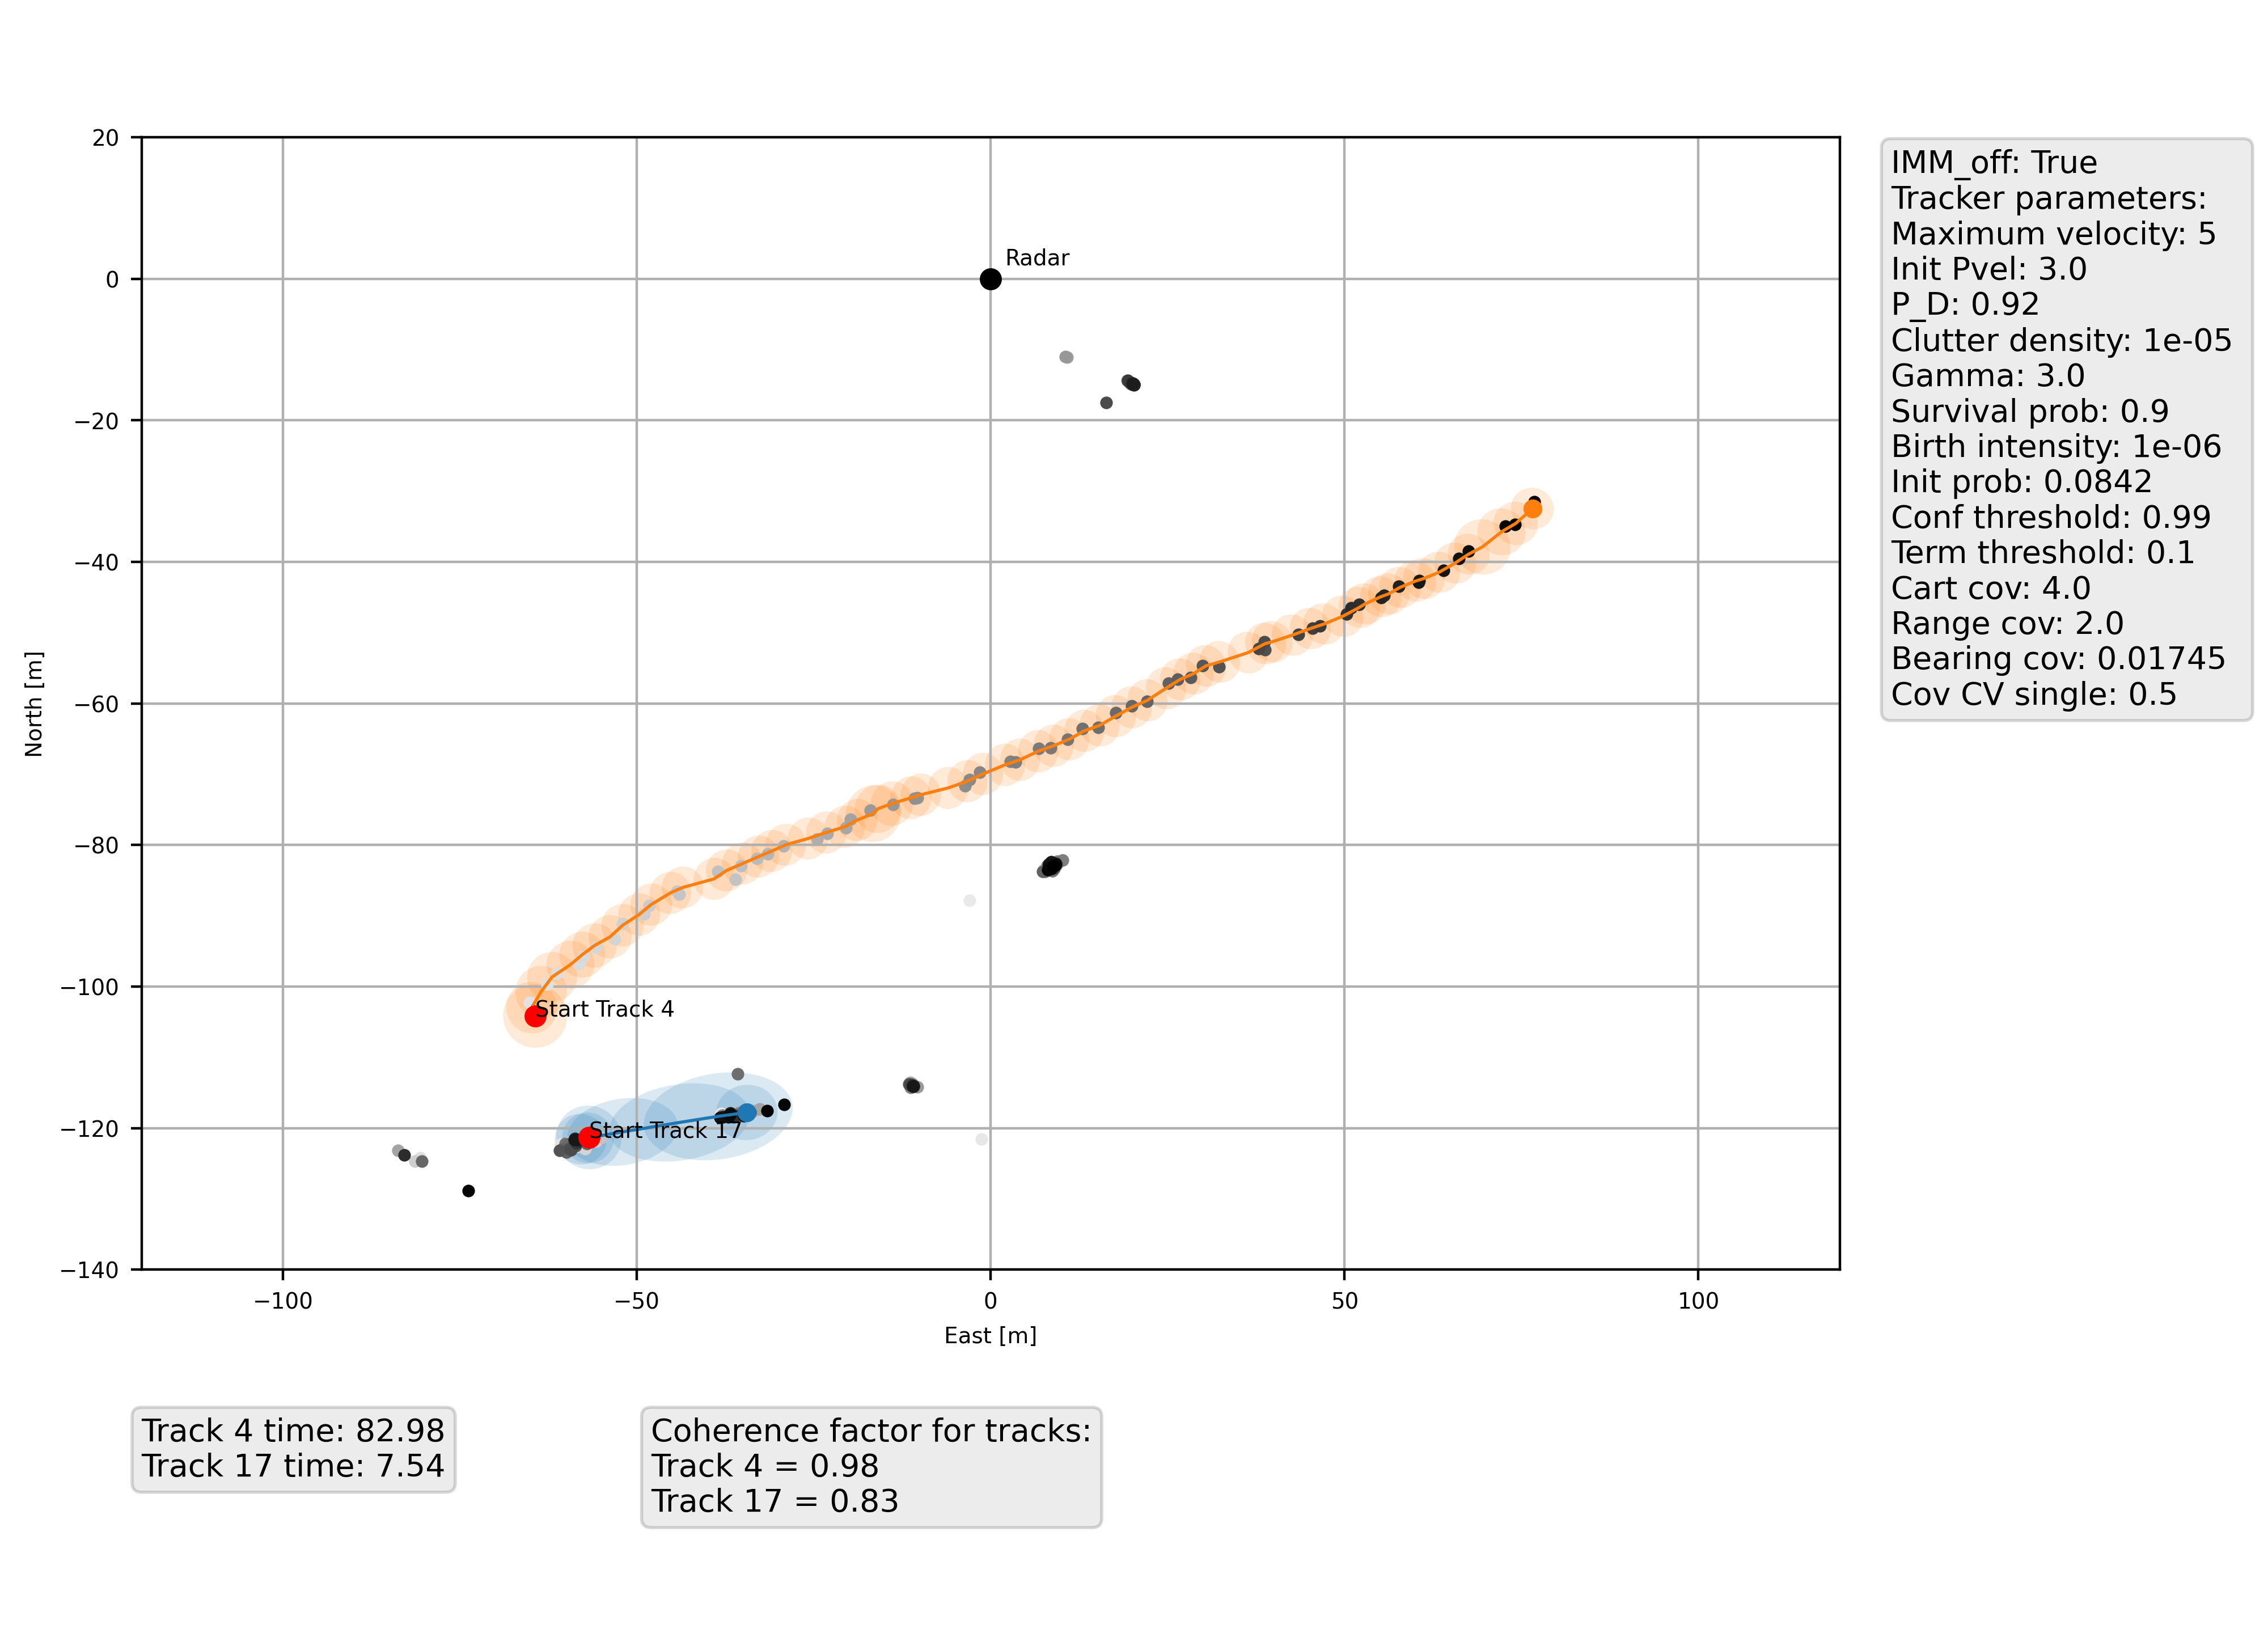 20
0
−20
−40
−60
−80
−100
−120
−140
−100
−50
0
50
100
North [m]
East [m]
Radar
Start Track 4
Start Track 17
IMM_off: True
Tracker parameters:
Maximum velocity: 5
Init Pvel: 3.0
P_D: 0.92
Clutter density: 1e-05
Gamma: 3.0
Survival prob: 0.9
Birth intensity: 1e-06
Init prob: 0.0842
Conf threshold: 0.99
Term threshold: 0.1
Cart cov: 4.0
Range cov: 2.0
Bearing cov: 0.01745
Cov CV single: 0.5
Track 4 time: 82.98
Track 17 time: 7.54
Coherence factor for tracks:
Track 4 = 0.98
Track 17 = 0.83